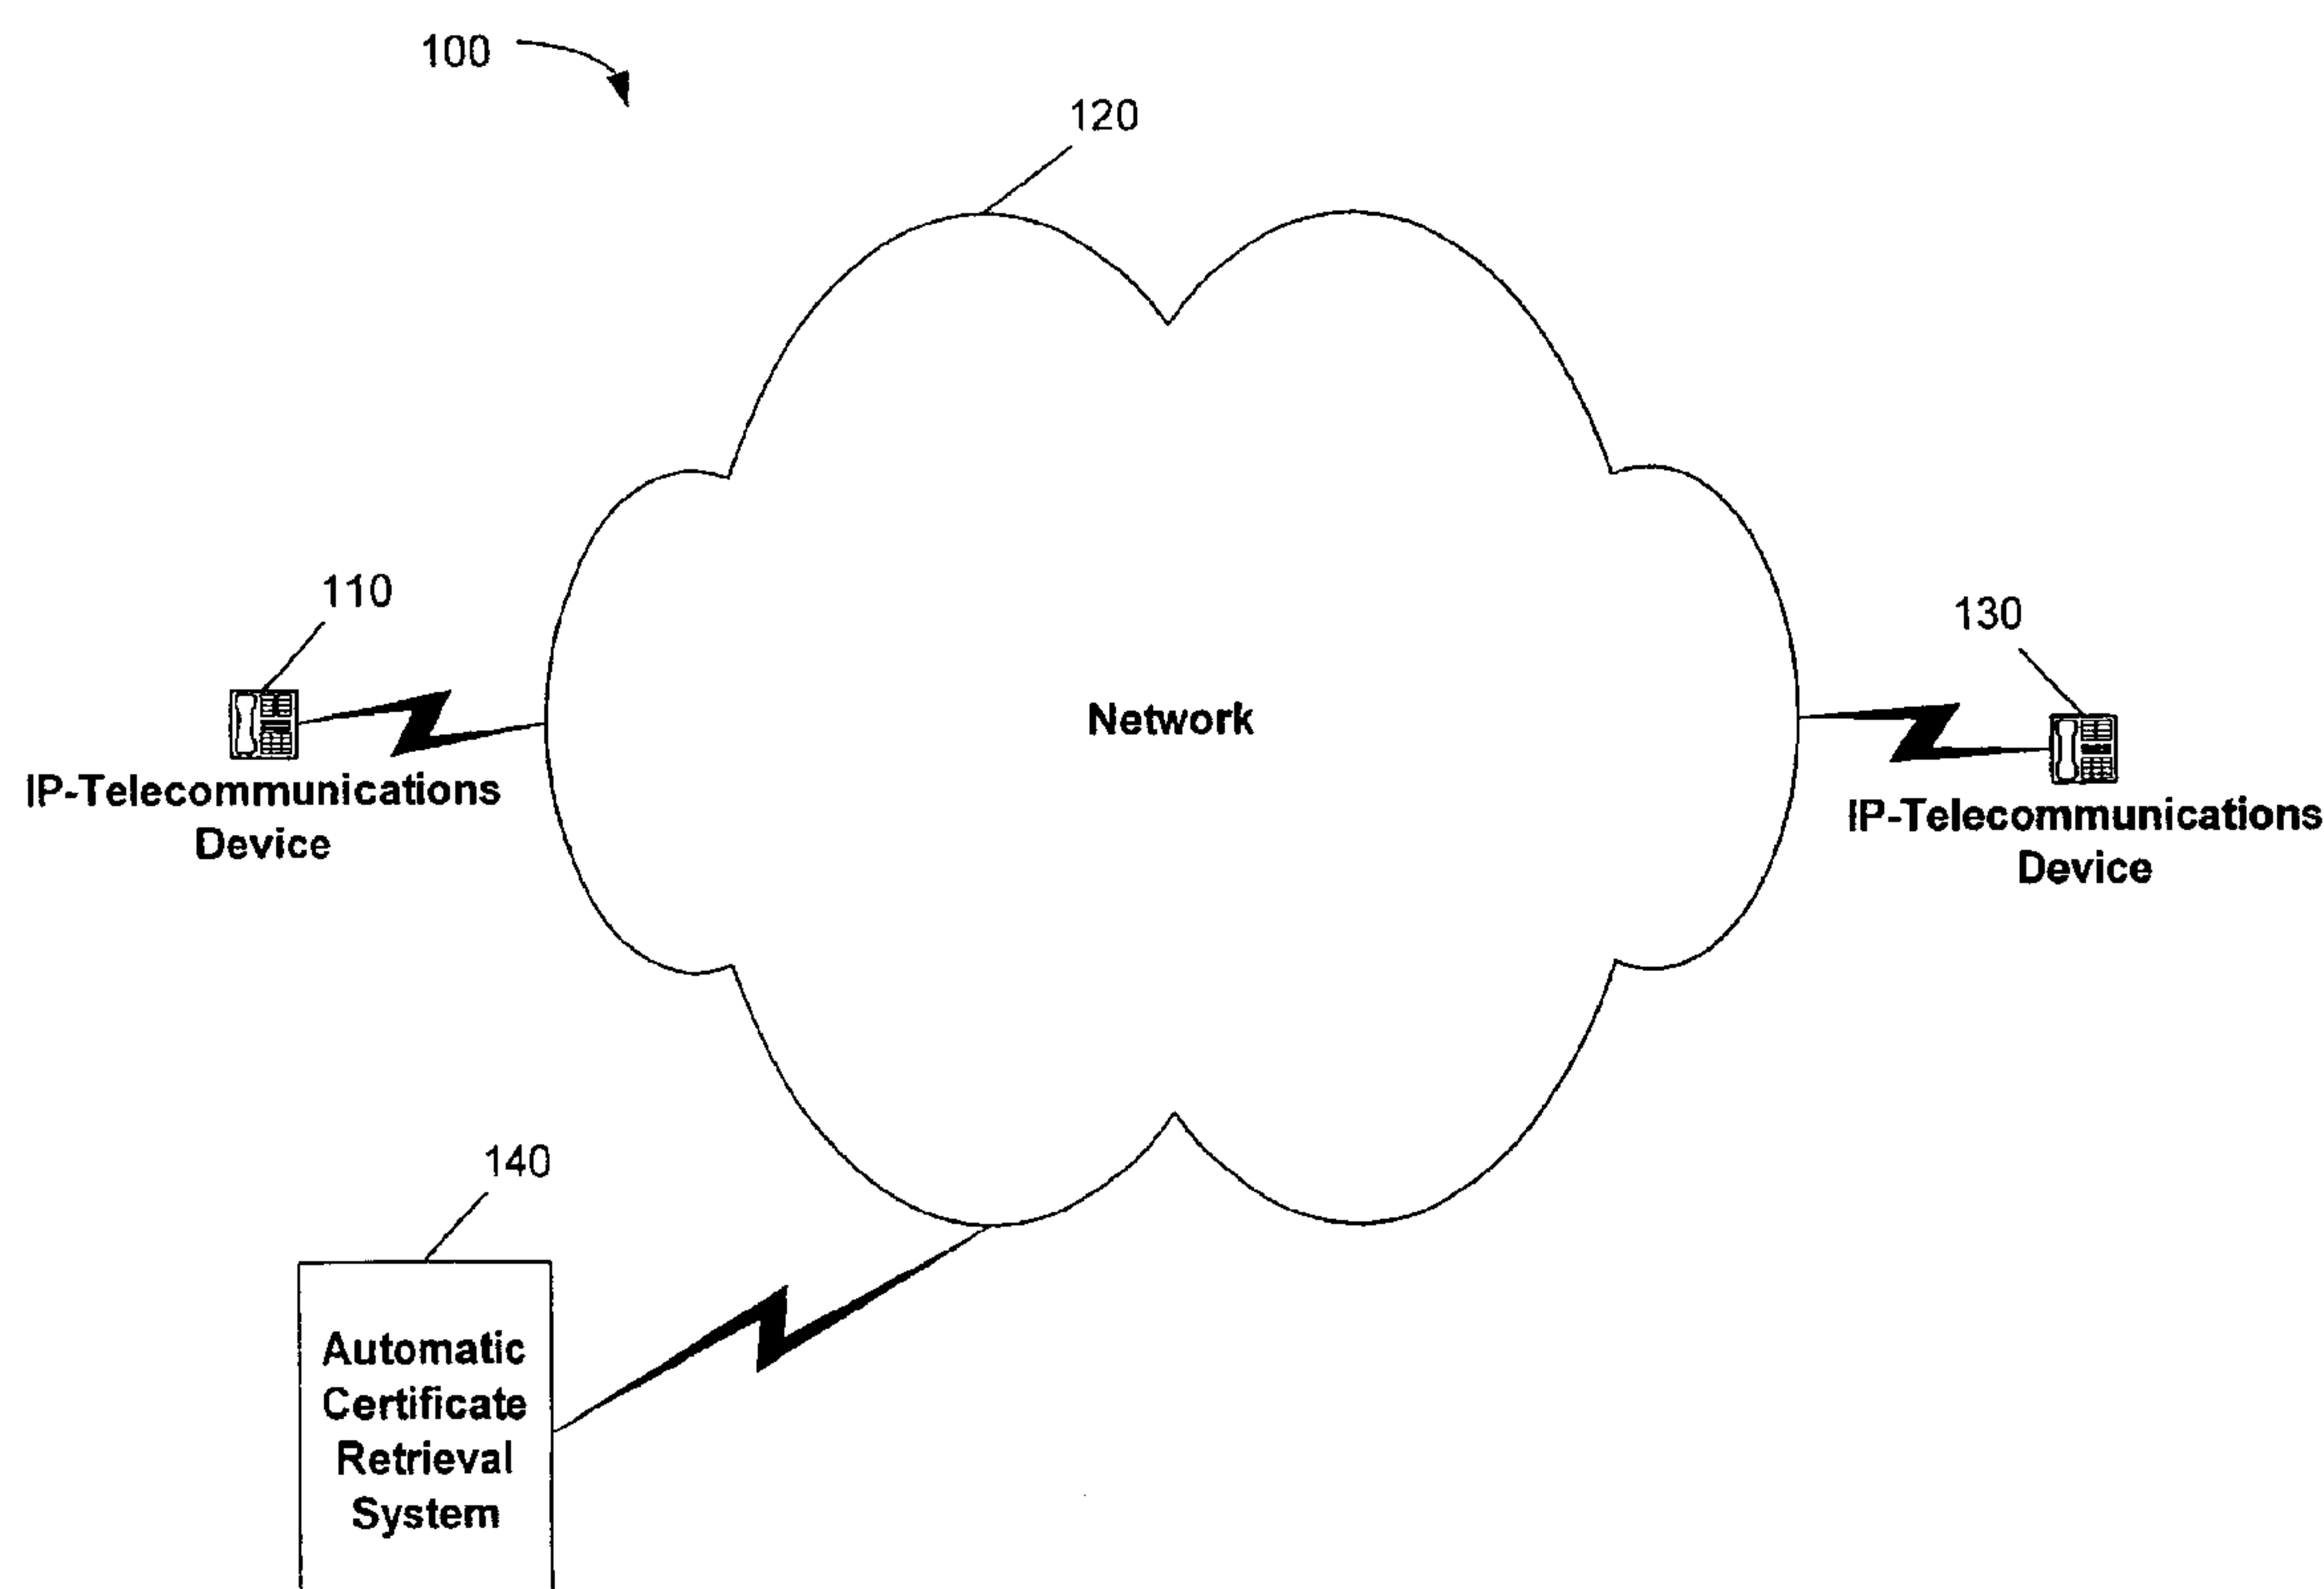 100
120
110
130
Network
IP-Telecommunications
Device
IP-Telecommunications
Device
140
Automatic
Certificate
Retrieval
System